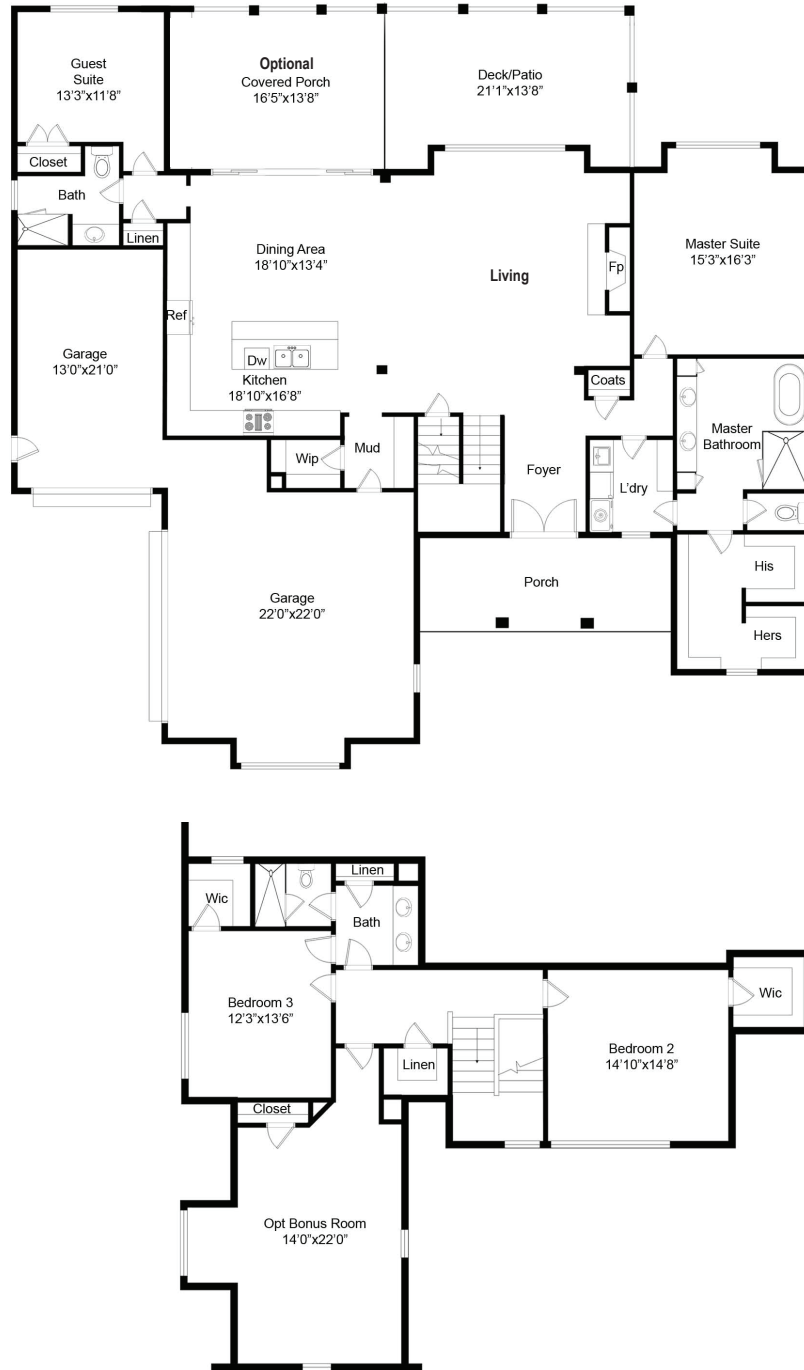 Guest
Suite
13'3"x11'8"
Optional
Covered Porch
16'5"x13'8"
Deck/Patio
21'1"x13'8"
Closet
Bath
Linen
Dining Area
18'10"x13'4"
Living
Fp
Master Suite
15'3"x16'3"
Ref
Garage
13'0"x21'0"
Dw
Kitchen
18'10"x16'8"
Coats
Master
Bathroom
Wip
Mud
Foyer
L'dry
His
Hers
Porch
Garage
22'0"x22'0"
Linen
Wic
Bath
Bedroom 3
12'3"x13'6"
Wic
Bedroom 2
14'10"x14'8"
Linen
Closet
Opt Bonus Room
14'0"x22'0"